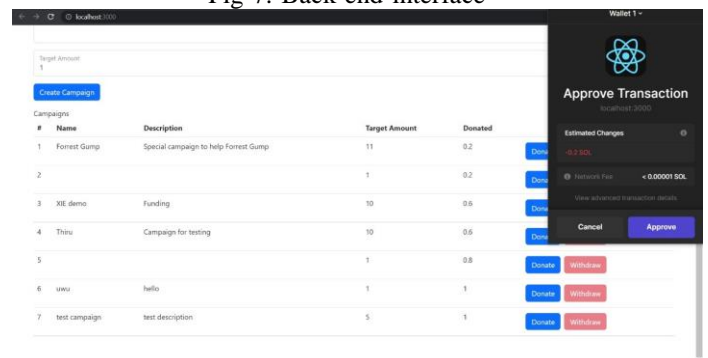 Fig 7. Back end interface
localhost:3000
Wallet 1
Target Amount
1
Create Campaign
Campaigns
# Name Description Target Amount Donated
1 Forrest Gump Special campaign to help Forrest Gump 11 0.2
2 1 0.2
3 XIE demo Funding 10 0.6
4 Thiru Campaign for testing 10 0.6
5 1 0.8 Donate Withdraw
6 uwu hello 1 1 Donate Withdraw
7 test campaign test description 5 1 Donate Withdraw
Approve Transaction
localhost:3000
Estimated Changes
-0.2 SOL
Network Fee < 0.00001 SOL
View advanced transaction details
Cancel Approve